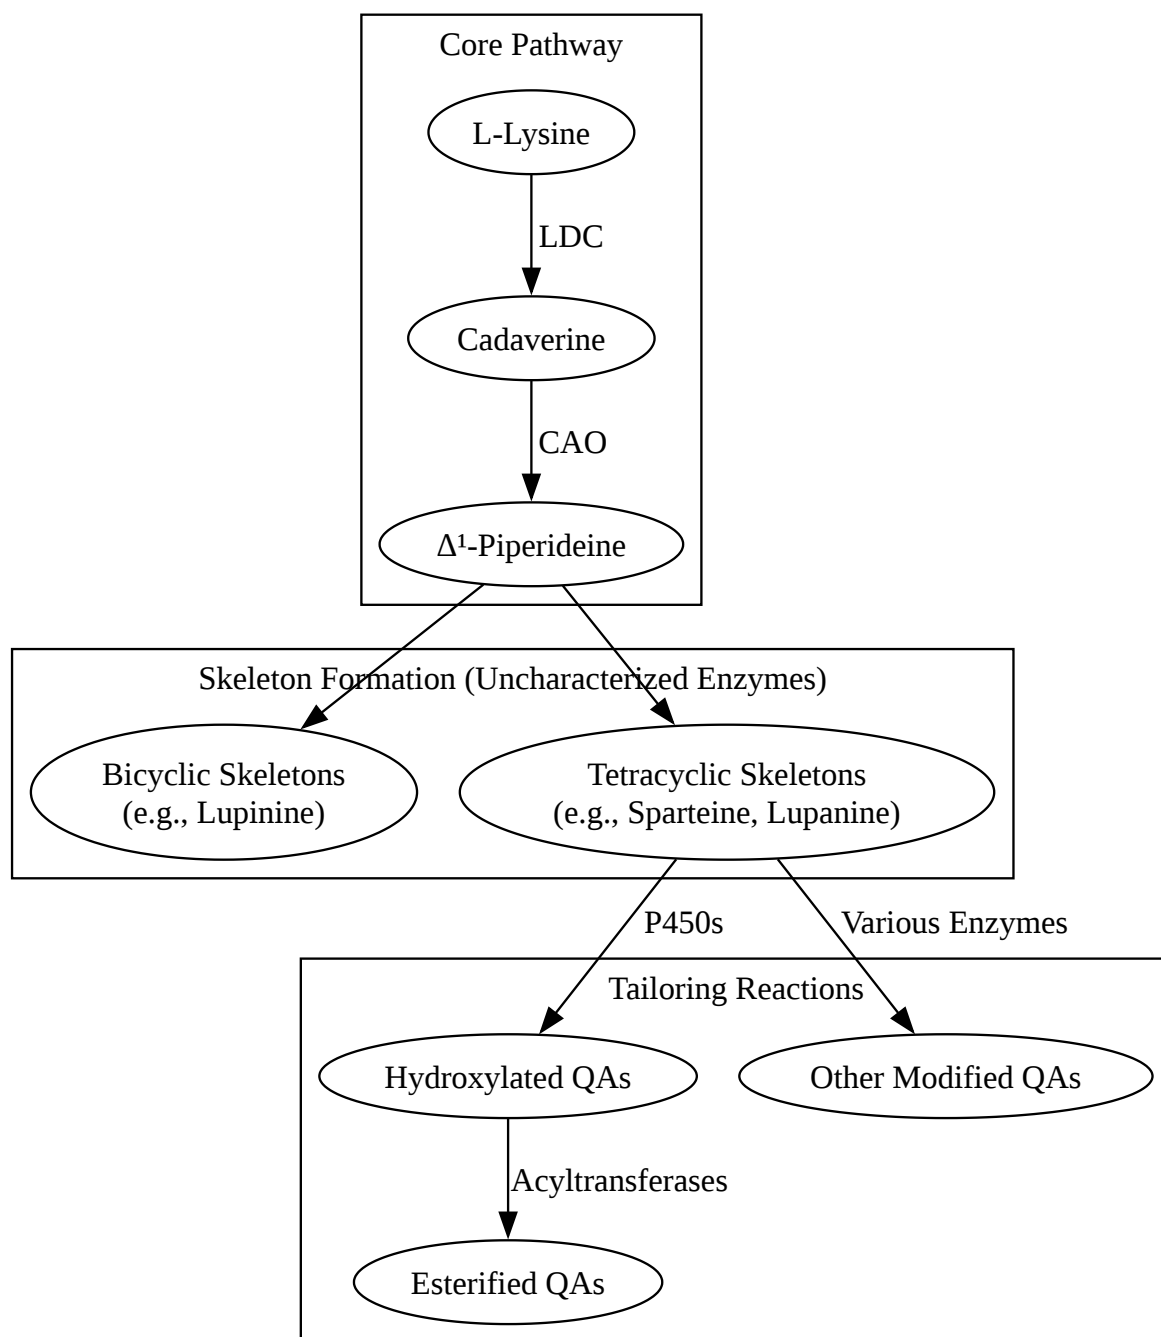 Core Pathway
L-Lysine
LDC
Cadaverine
CAO
Δ¹-Piperideine
Skeleton Formation (Uncharacterized Enzymes)
Bicyclic Skeletons
(e.g., Lupinine)
Tetracyclic Skeletons
(e.g., Sparteine, Lupanine)
P450s
Various Enzymes
Tailoring Reactions
Hydroxylated QAs
Other Modified QAs
Acyltransferases
Esterified QAs